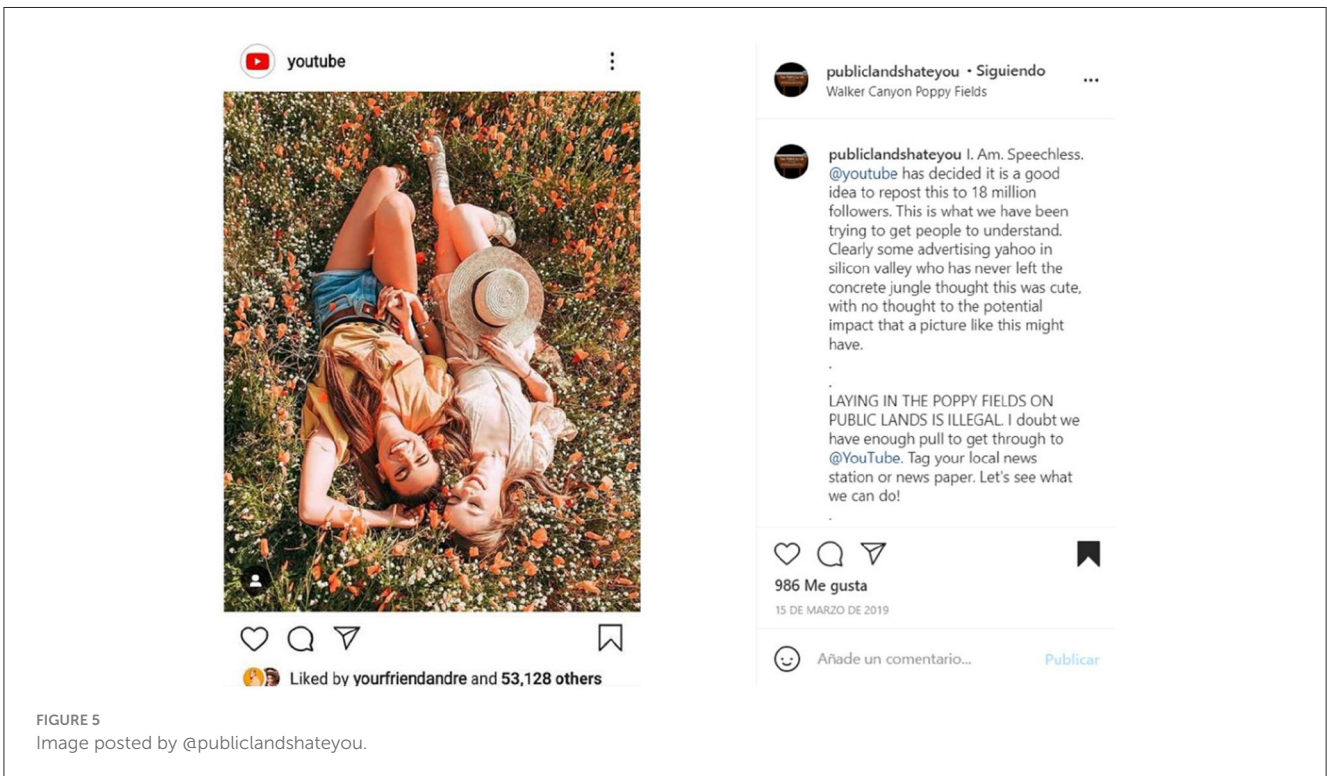 youtube
Liked by yourfriendandre and 53,128 others
publiclandshateyou • Siguiendo
Walker Canyon Poppy Fields
publiclandshateyou I. Am. Speechless.
@youtube has decided it is a good
idea to repost this to 18 million
followers. This is what we have been
trying to get people to understand.
Clearly some advertising yahoo in
silicon valley who has never left the
concrete jungle thought this was cute,
with no thought to the potential
impact that a picture like this might
have.
.
.
LAYING IN THE POPPY FIELDS ON
PUBLIC LANDS IS ILLEGAL. I doubt we
have enough pull to get through to
@YouTube. Tag your local news
station or news paper. Let's see what
we can do!
.
986 Me gusta
15 DE MARZO DE 2019
Añade un comentario... Publicar
FIGURE 5
Image posted by @publiclandshateyou.